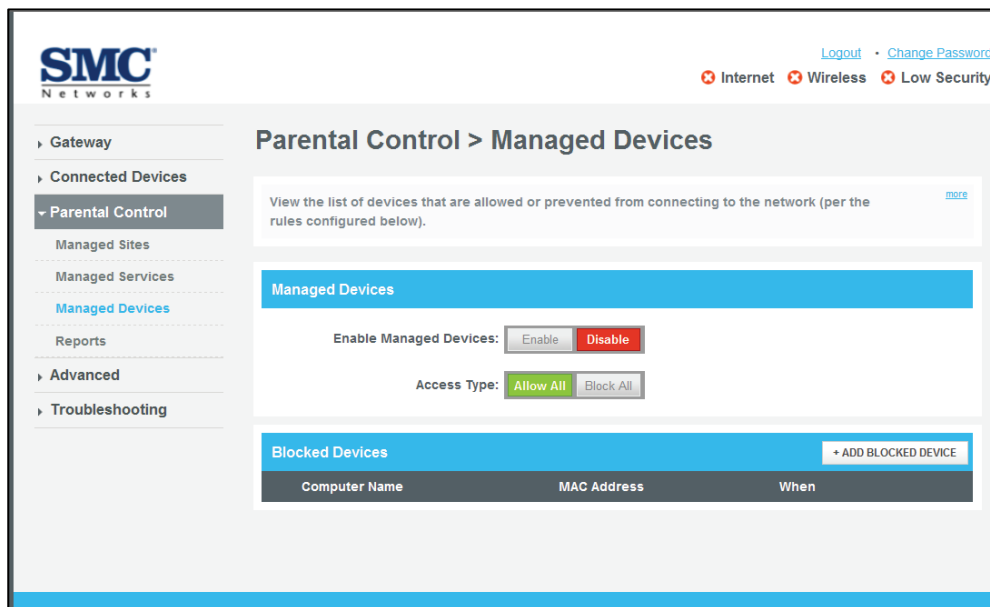 SMC
Networks
Logout • Change Password
Internet Wireless Low Security
Gateway
Connected Devices
Parental Control
Managed Sites
Managed Services
Managed Devices
Reports
Advanced
Troubleshooting
Parental Control > Managed Devices
View the list of devices that are allowed or prevented from connecting to the network (per the
rules configured below).
more
Managed Devices
Enable Managed Devices: Enable Disable
Access Type: Allow All Block All
Blocked Devices
+ ADD BLOCKED DEVICE
Computer Name MAC Address When